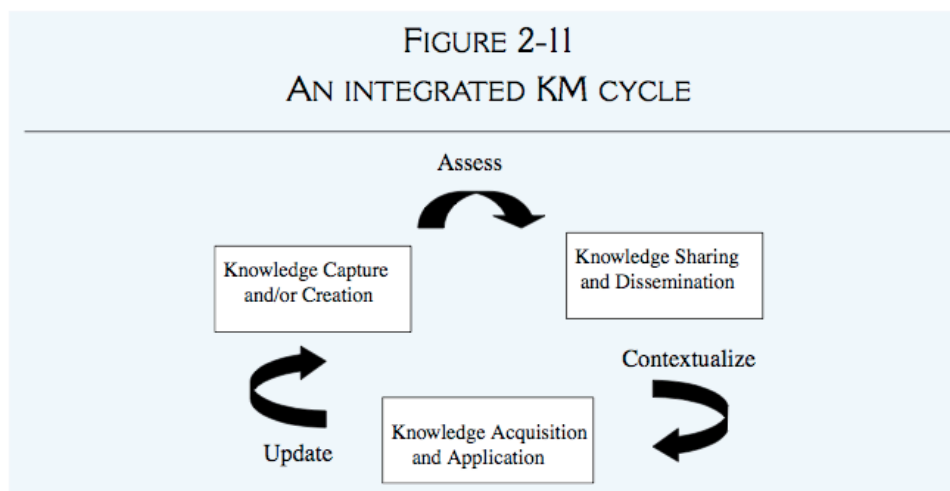 FIGURE 2-11
AN INTEGRATED KM CYCLE
Assess
Knowledge Capture
and/or Creation
Knowledge Sharing
and Dissemination
Contextualize
Knowledge Acquisition
and Application
Update